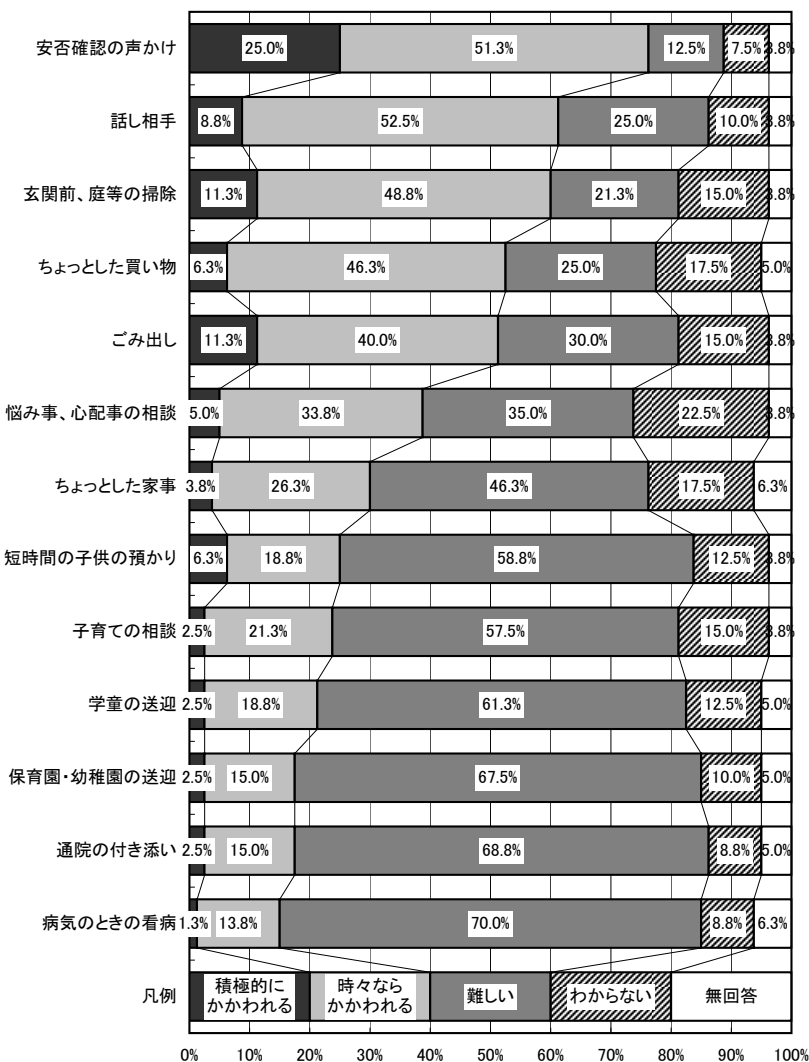 安否確認の声かけ 25.0% 51.3% 12.5% 7.5% 3.8%
話し相手 8.8% 52.5% 25.0% 10.0% 3.8%
玄関前、庭等の掃除 11.3% 48.8% 21.3% 15.0% 3.8%
ちょっとした買い物 6.3% 46.3% 25.0% 17.5% 5.0%
ごみ出し 11.3% 40.0% 30.0% 15.0% 3.8%
悩み事、心配事の相談 5.0% 33.8% 35.0% 22.5% 3.8%
ちょっとした家事 3.8% 26.3% 46.3% 17.5% 6.3%
短時間の子供の預かり 6.3% 18.8% 58.8% 12.5% 3.8%
子育ての相談 2.5% 21.3% 57.5% 15.0% 3.8%
学童の送迎 2.5% 18.8% 61.3% 12.5% 5.0%
保育園・幼稚園の送迎 2.5% 15.0% 67.5% 10.0% 5.0%
通院の付き添い 2.5% 15.0% 68.8% 8.8% 5.0%
病気のときの看病 1.3% 13.8% 70.0% 8.8% 6.3%
凡例
積極的に
かかわれる
時々なら
かかわれる
難しい
わからない
無回答
0% 10% 20% 30% 40% 50% 60% 70% 80% 90% 100%